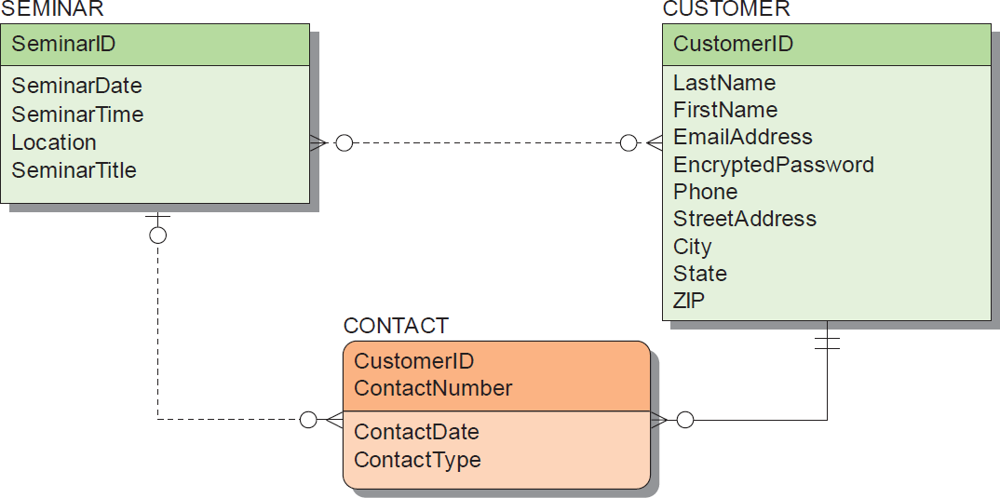 SEMINAR
SeminarID
SeminarDate
SeminarTime
Location
SeminarTitle
CUSTOMER
CustomerID
LastName
FirstName
EmailAddress
EncryptedPassword
Phone
StreetAddress
City
State
ZIP
CONTACT
CustomerID
ContactNumber
ContactDate
ContactType